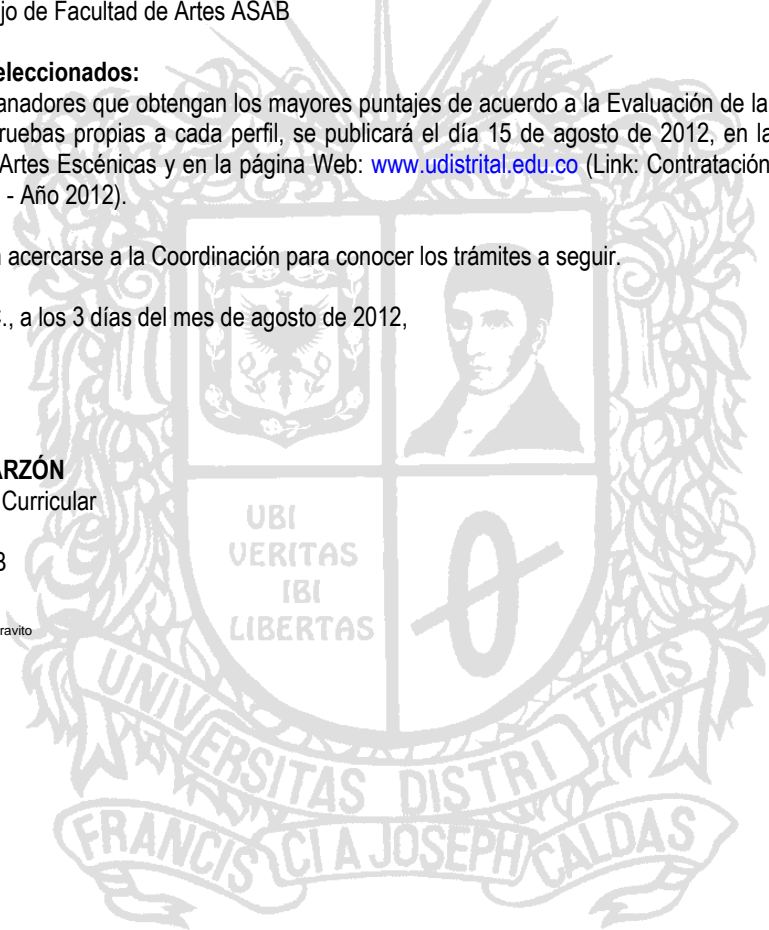 jo de Facultad de Artes ASAB
eleccionados:
anadores que obtengan los mayores puntajes de acuerdo a la Evaluación de la
ruebas propias a cada perfil, se publicará el día 15 de agosto de 2012, en la
Artes Escénicas y en la página Web: www.udistrital.edu.co (Link: Contratación
- Año 2012).
acercarse a la Coordinación para conocer los trámites a seguir.
., a los 3 días del mes de agosto de 2012,
ARZÓN
Curricular
ravito
UBI
VERITAS
IBI
LIBERTAS
UNIVERSITAS DISTRITALIS
FRANCISCI A JOSEPH CALDAS